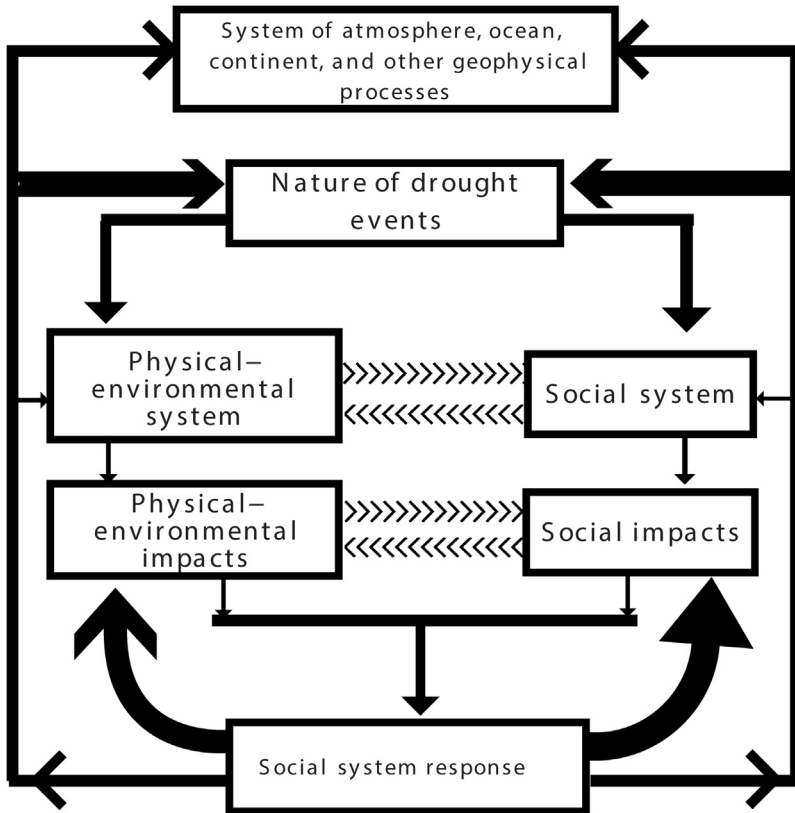 System of atmosphere, ocean,
continent, and other geophysical
processes
Nature of drought
events
Physical–
environmental
system
Social system
Physical–
environmental
impacts
Social impacts
Social system response